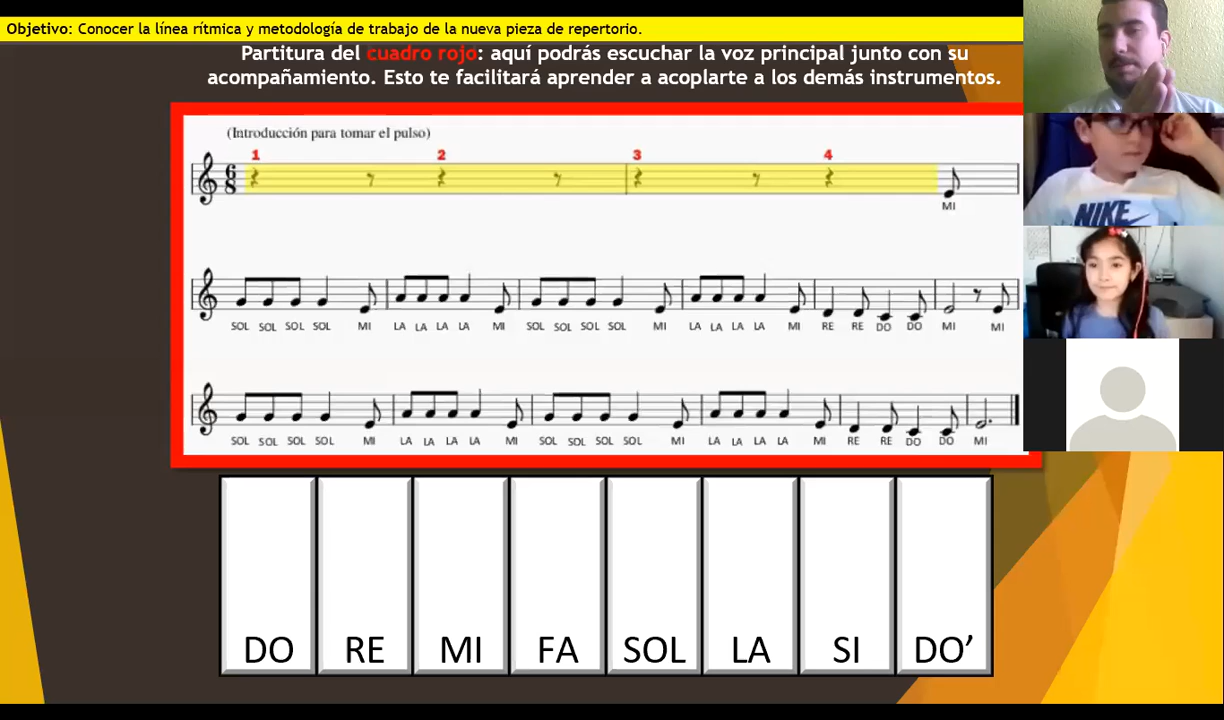 Objetivo: Conocer la línea rítmica y metodología de trabajo de la nueva pieza de repertorio.
Partitura del cuadro rojo: aquí podrás escuchar la voz principal junto con su
acompañamiento. Esto te facilitará aprender a acoplarte a los demás instrumentos.
(Introducción para tomar el pulso)
1 2 3 4
6
8
MI
SOL SOL SOL SOL MI LA LA LA LA MI SOL SOL SOL SOL MI LA LA LA LA MI RE RE DO DO MI MI
SOL SOL SOL SOL MI LA LA LA LA MI SOL SOL SOL SOL MI LA LA LA LA MI RE RE DO DO MI
NIKE
DO RE MI FA SOL LA SI DO’